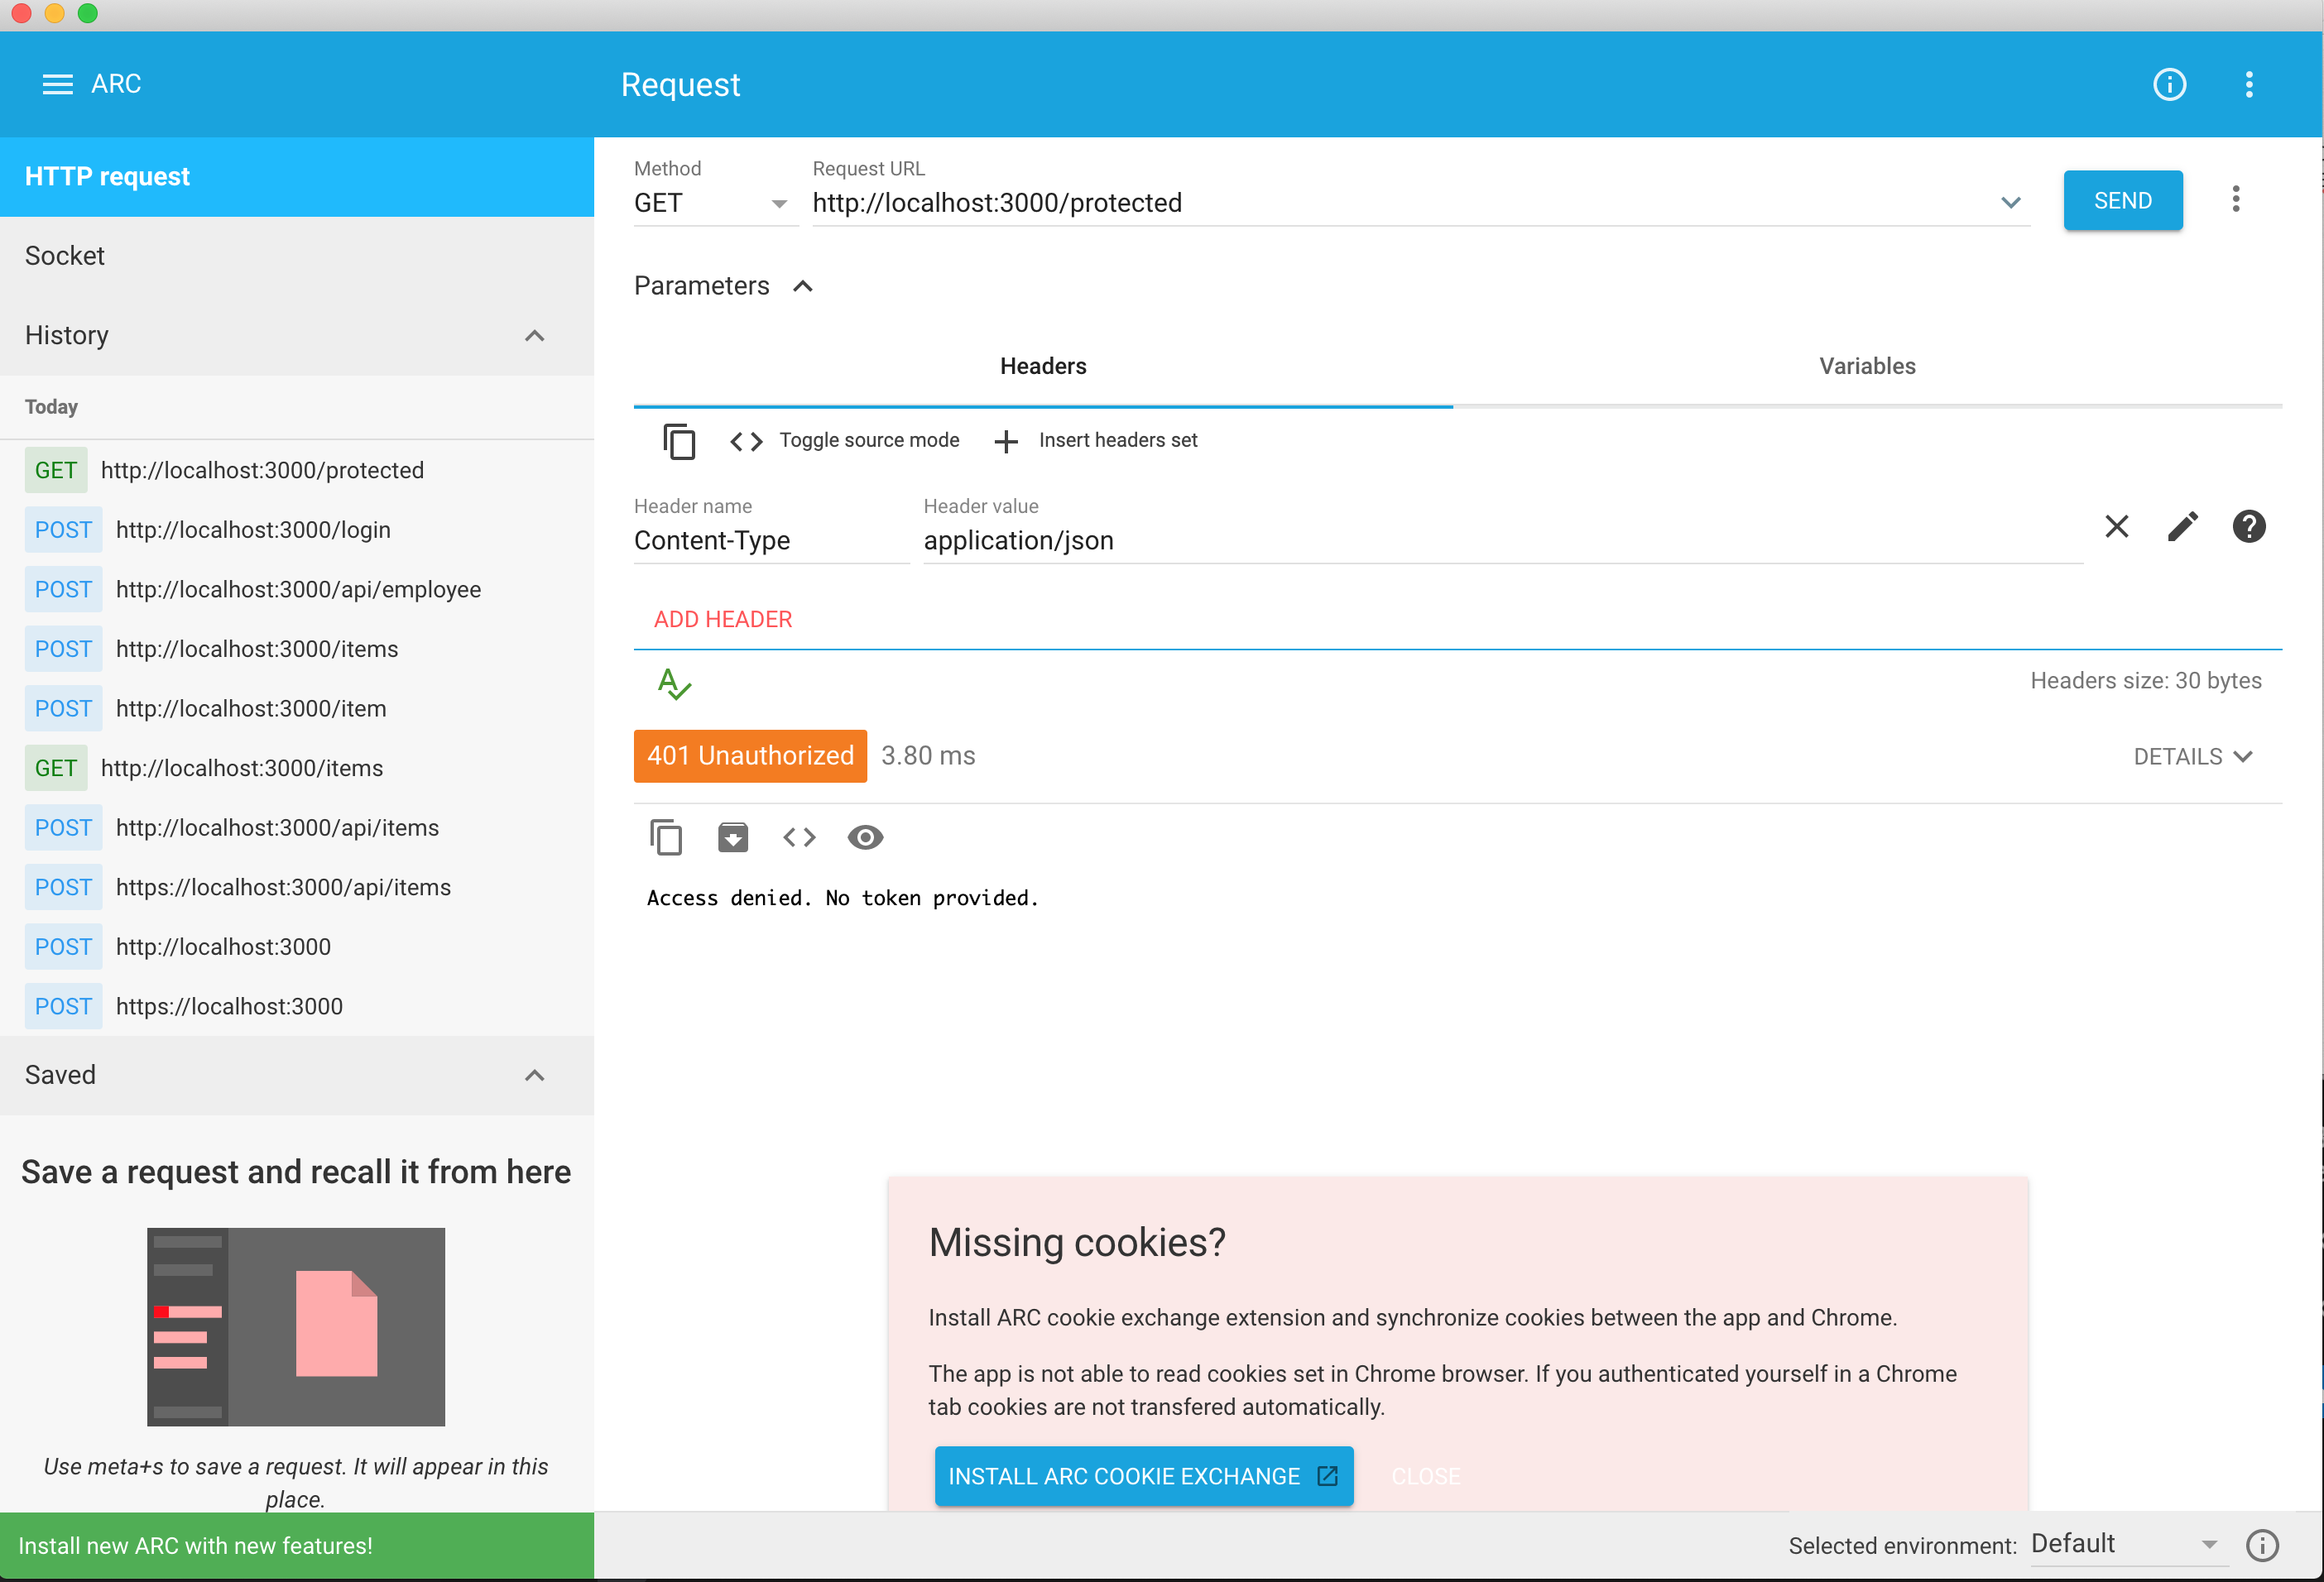 ARC
Request
HTTP request
Socket
History
Today
GET http://localhost:3000/protected
POST http://localhost:3000/login
POST http://localhost:3000/api/employee
POST http://localhost:3000/items
POST http://localhost:3000/item
GET http://localhost:3000/items
POST http://localhost:3000/api/items
POST https://localhost:3000/api/items
POST http://localhost:3000
POST https://localhost:3000
Saved
Save a request and recall it from here
Use meta+s to save a request. It will appear in this
place.
Install new ARC with new features!
Method
GET
Request URL
http://localhost:3000/protected
SEND
Parameters
Headers
Variables
Toggle source mode
Insert headers set
Header name
Content-Type
Header value
application/json
ADD HEADER
Headers size: 30 bytes
401 Unauthorized 3.80 ms
DETAILS
Access denied. No token provided.
Missing cookies?
Install ARC cookie exchange extension and synchronize cookies between the app and Chrome.
The app is not able to read cookies set in Chrome browser. If you authenticated yourself in a Chrome
tab cookies are not transfered automatically.
INSTALL ARC COOKIE EXCHANGE
CLOSE
Selected environment: Default